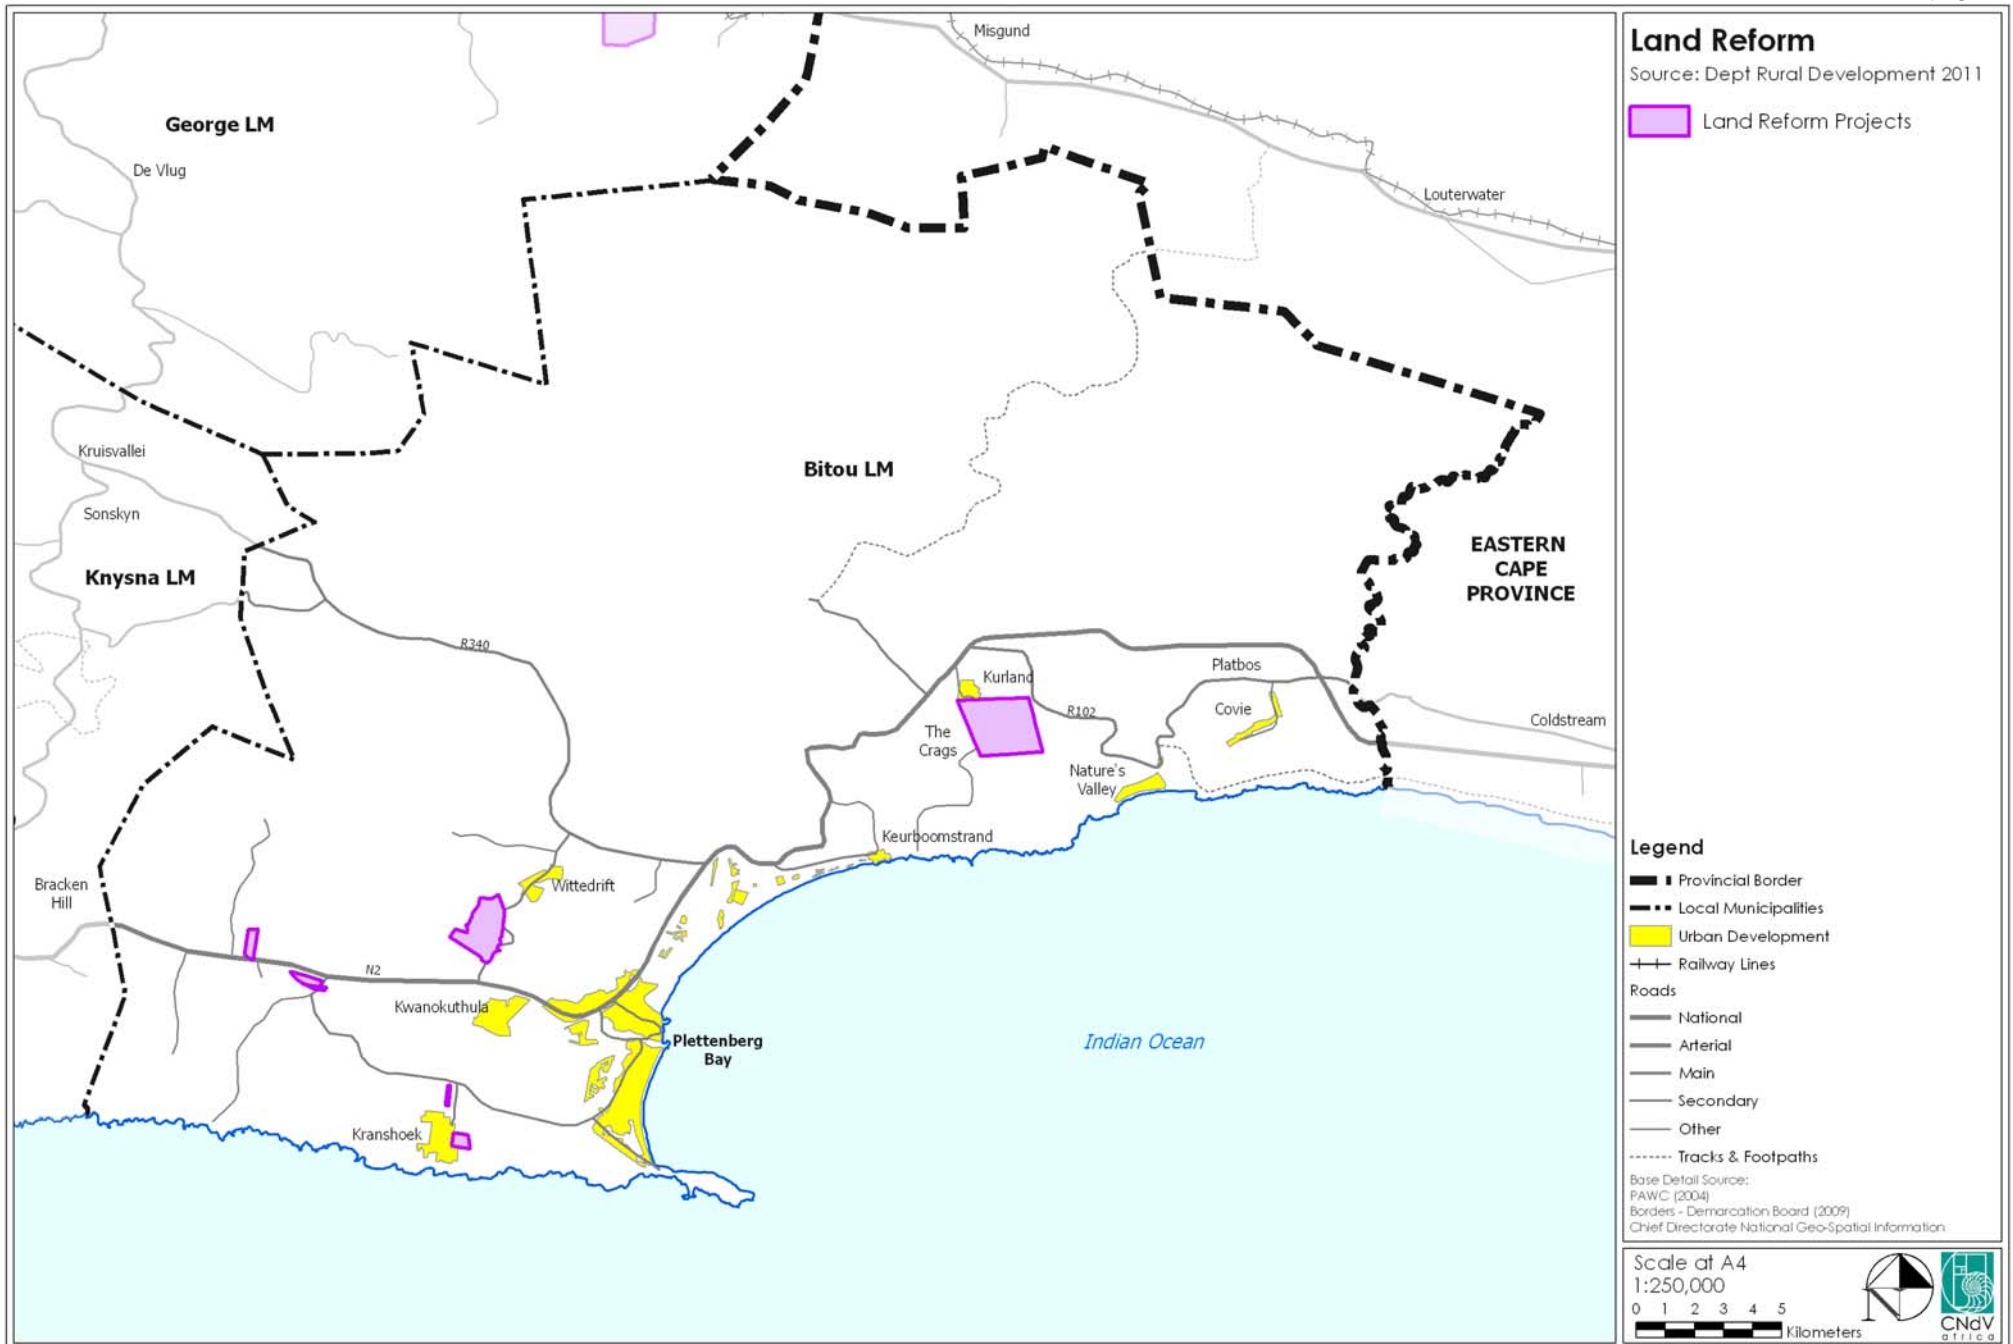 Misgund
George LM
De Vlug
Louterwater
Kruisvallei
Bitou LM
Sonskyn
EASTERN
CAPE
PROVINCE
Knysna LM
R340
Platbos
Kurland
Covie
R102
Coldstream
The
Crags
Nature's
Valley
Keurboomstrand
Bracken
Hill
Wittedrift
N2
Kwanokuthula
Plettenberg
Bay
Indian Ocean
Kranshoek
Land Reform
Source: Dept Rural Development 2011
Land Reform Projects
Legend
Provincial Border
Local Municipalities
Urban Development
Railway Lines
Roads
National
Arterial
Main
Secondary
Other
Tracks & Footpaths
Base Detail Source:
PAWC (2004)
Borders - Demarcation Board (2009)
Chief Directorate National Geo-Spatial Information
Scale at A4
1:250,000
0 1 2 3 4 5
Kilometers
N
CNdV
africa